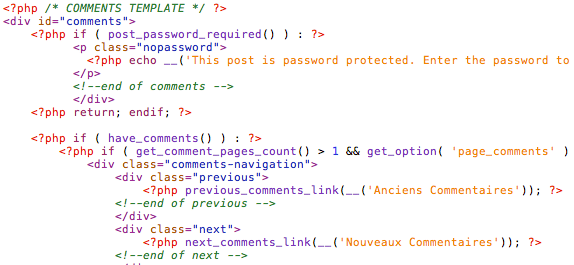 <?php /* COMMENTS TEMPLATE */ ?>
<div id="comments">
    <?php if ( post_password_required() ) : ?>
          <p class="nopassword">
            <?php echo __('This post is password protected. Enter the password to
          </p>
          <!--end of comments -->
          </div>
    <?php return; endif; ?>

    <?php if ( have_comments() ) : ?>
         <?php if ( get_comment_pages_count() > 1 && get_option( 'page_comments' )
            <div class="comments-navigation">
                <div class="previous">
                    <?php previous_comments_link(__('Anciens Commentaires')); ?>
                <!--end of previous -->
                </div>
                <div class="next">
                    <?php next_comments_link(__('Nouveaux Commentaires')); ?>
                <!--end of next -->